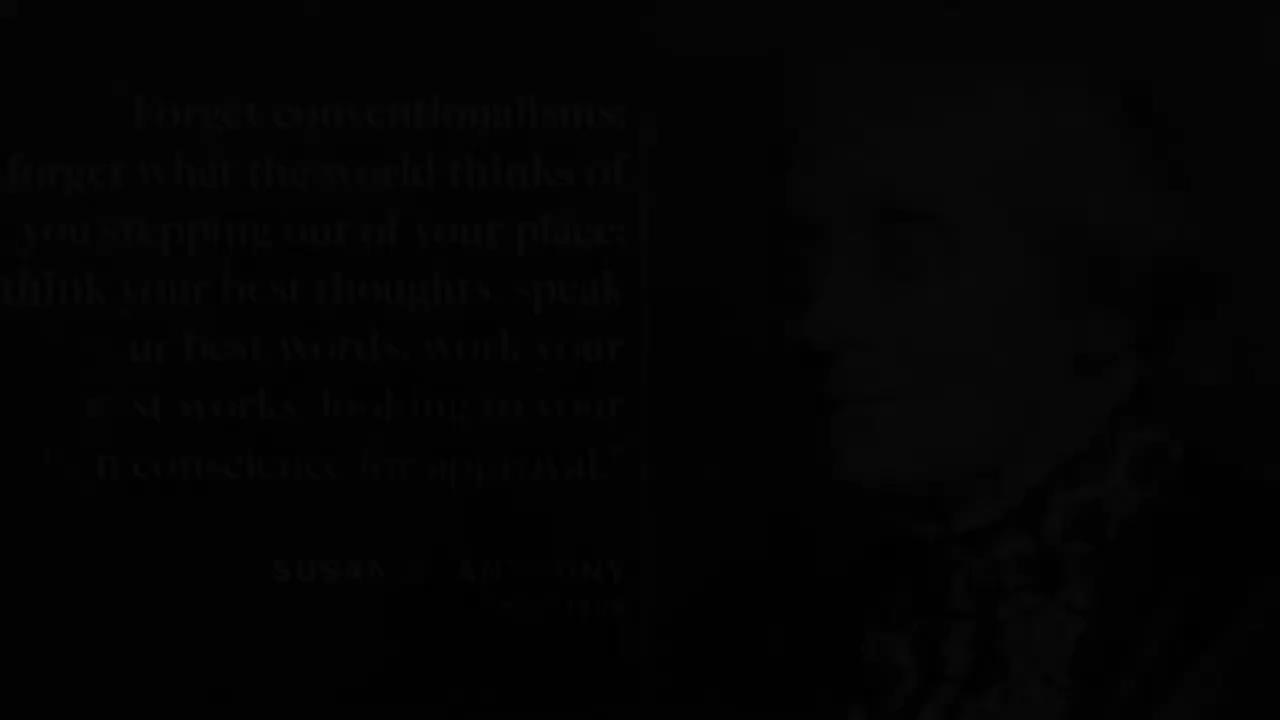 Forget conventionalisms;
forget what the world thinks of
you stepping out of your place;
think your best thoughts, speak
best words, work your
works, looking to your
conscience for approval."
SUSAN